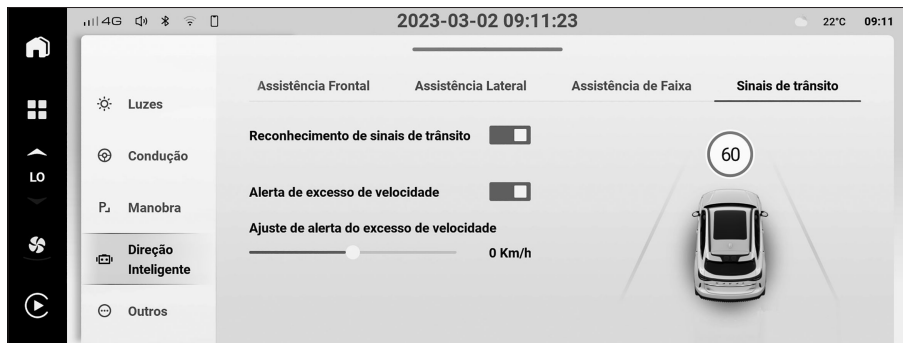 4G
2023-03-02 09:11:23
22°C 09:11
Assistência Frontal
Assistência Lateral
Assistência de Faixa
Sinais de trânsito
Luzes
Condução
LO
Manobra
Direção
Inteligente
Outros
Reconhecimento de sinais de trânsito
Alerta de excesso de velocidade
Ajuste de alerta do excesso de velocidade
0 Km/h
60